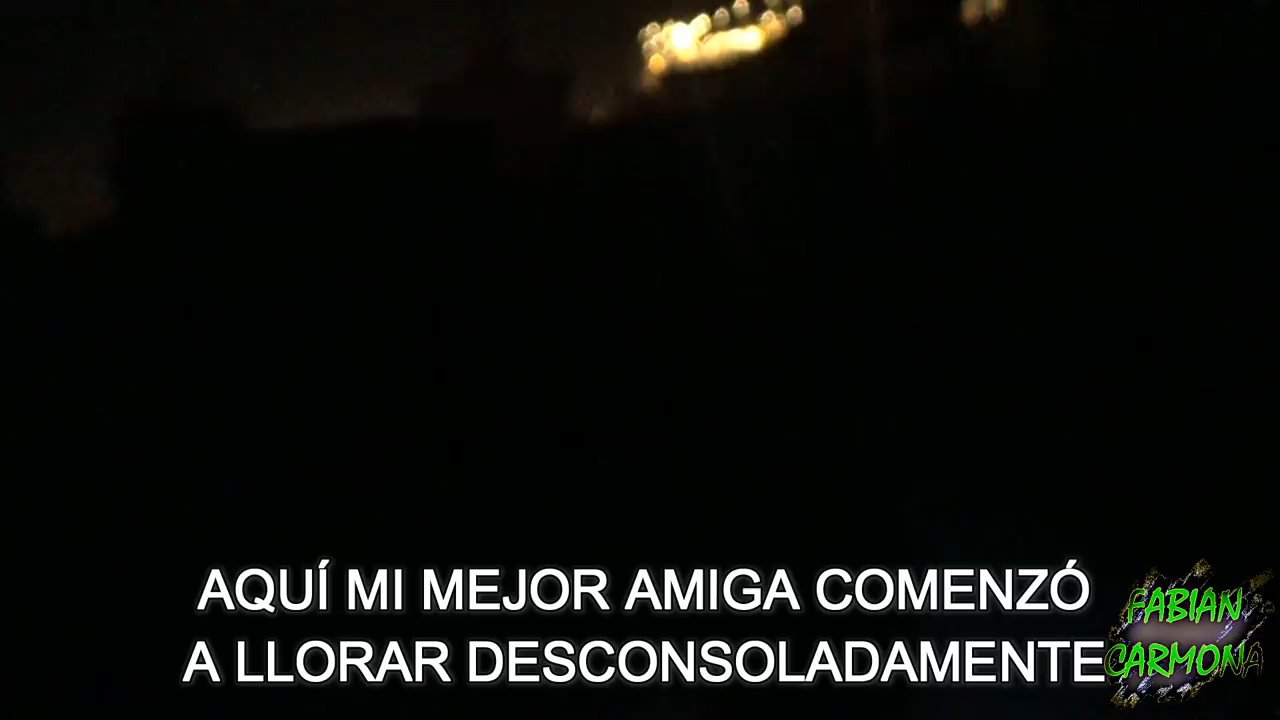 AQUÍ MI MEJOR AMIGA COMENZÓ
A LLORAR DESCONSOLADAMENTE
FABIAN
CARMONA